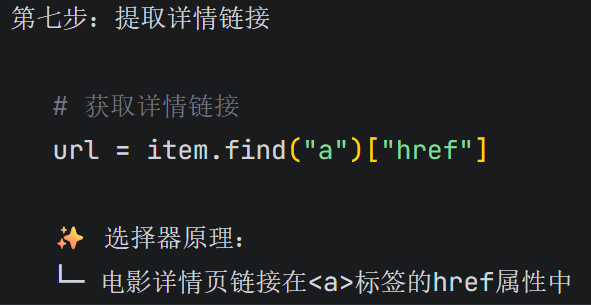 第七步：提取详情链接
# 获取详情链接
url = item.find("a")["href"]
✨ 选择器原理：
└─ 电影详情页链接在<a>标签的href属性中